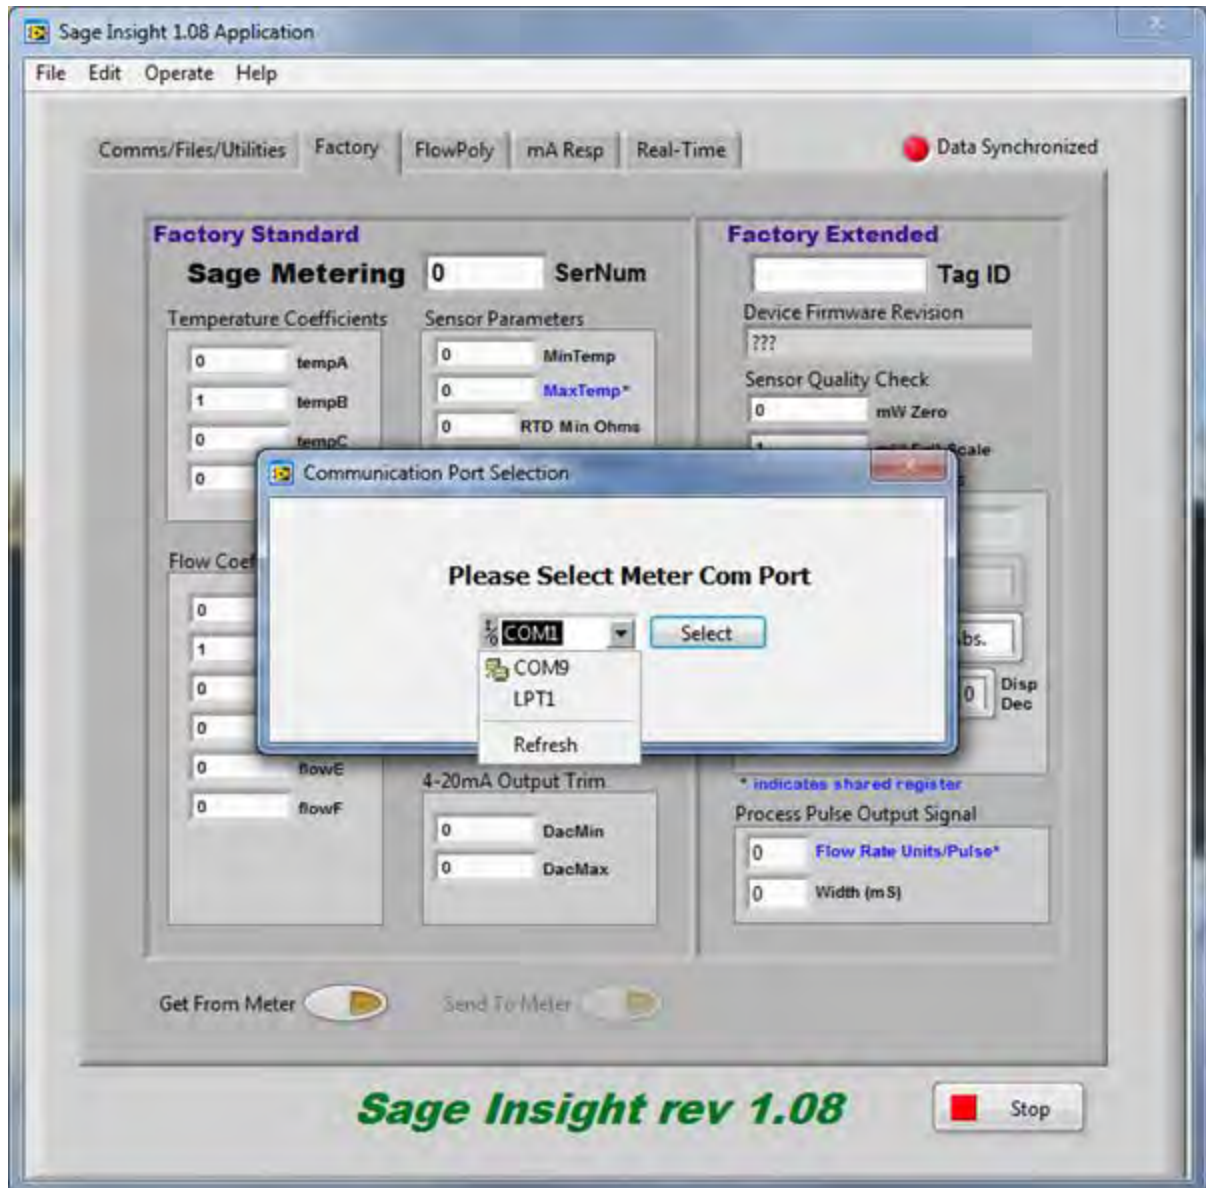 Sage Insight 1.08 Application
File Edit Operate Help
Comms/Files/Utilities Factory FlowPoly mA Resp Real-Time Data Synchronized
Factory Standard
Sage Metering 0 SerNum
Temperature Coefficients
0 tempA
1 tempB
0 tempC
0
Sensor Parameters
0 MinTemp
0 MaxTemp*
0 RTD Min Ohms
Factory Extended
Tag ID
Device Firmware Revision
???
Sensor Quality Check
0 mW Zero
Scale
Communication Port Selection
Please Select Meter Com Port
COM1 Select
COM9
LPT1
Refresh
Flow Coef
0
1
0
0
0 flowE
0 flowF
bs.
0 Disp Dec
4-20mA Output Trim
0 DacMin
0 DacMax
* indicates shared register
Process Pulse Output Signal
0 Flow Rate Units/Pulse*
0 Width (mS)
Get From Meter Send To Meter
Sage Insight rev 1.08
Stop